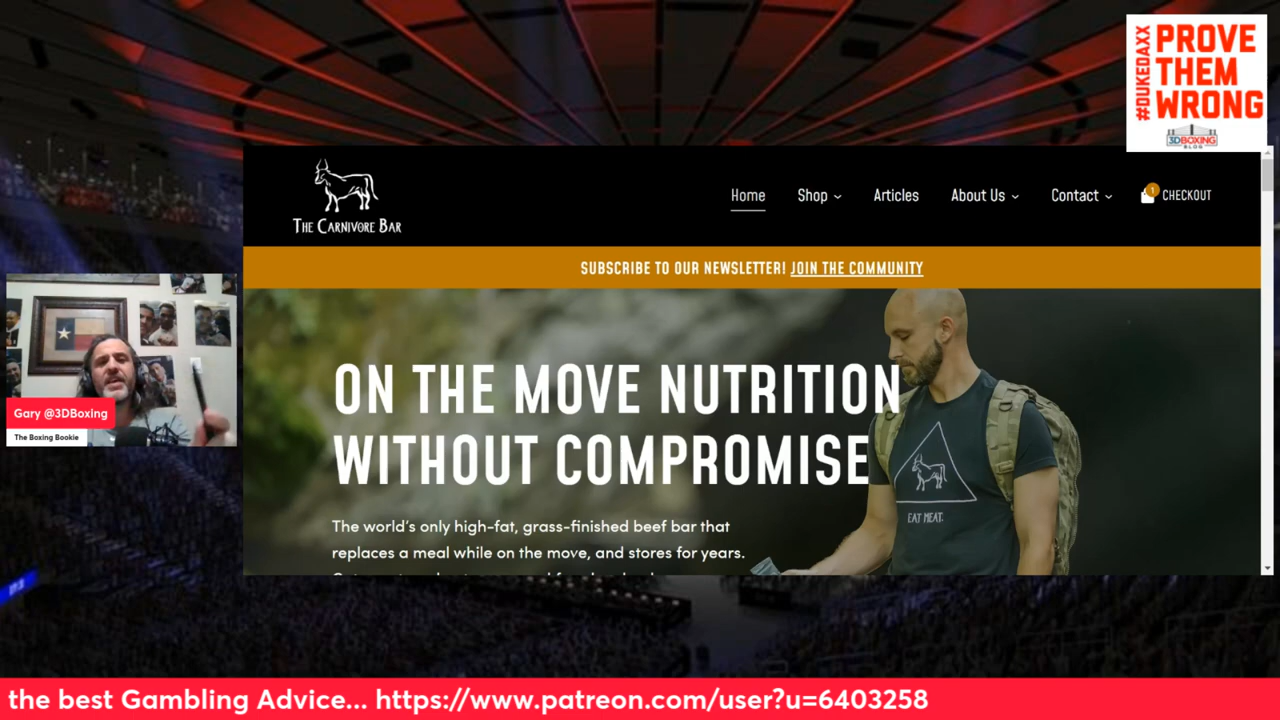 #DUKEDAXX
PROVE
THEM
WRONG
3DBOXING
BLOG
THE CARNIVORE BAR
Home
Shop
Articles
About Us
Contact
1
CHECKOUT
SUBSCRIBE TO OUR NEWSLETTER! JOIN THE COMMUNITY
ON THE MOVE NUTRITION
WITHOUT COMPROMISE
The world's only high-fat, grass-finished beef bar that
replaces a meal while on the move, and stores for years.
EAT MEAT.
Gary @3DBoxing
The Boxing Bookie
the best Gambling Advice... https://www.patreon.com/user?u=6403258